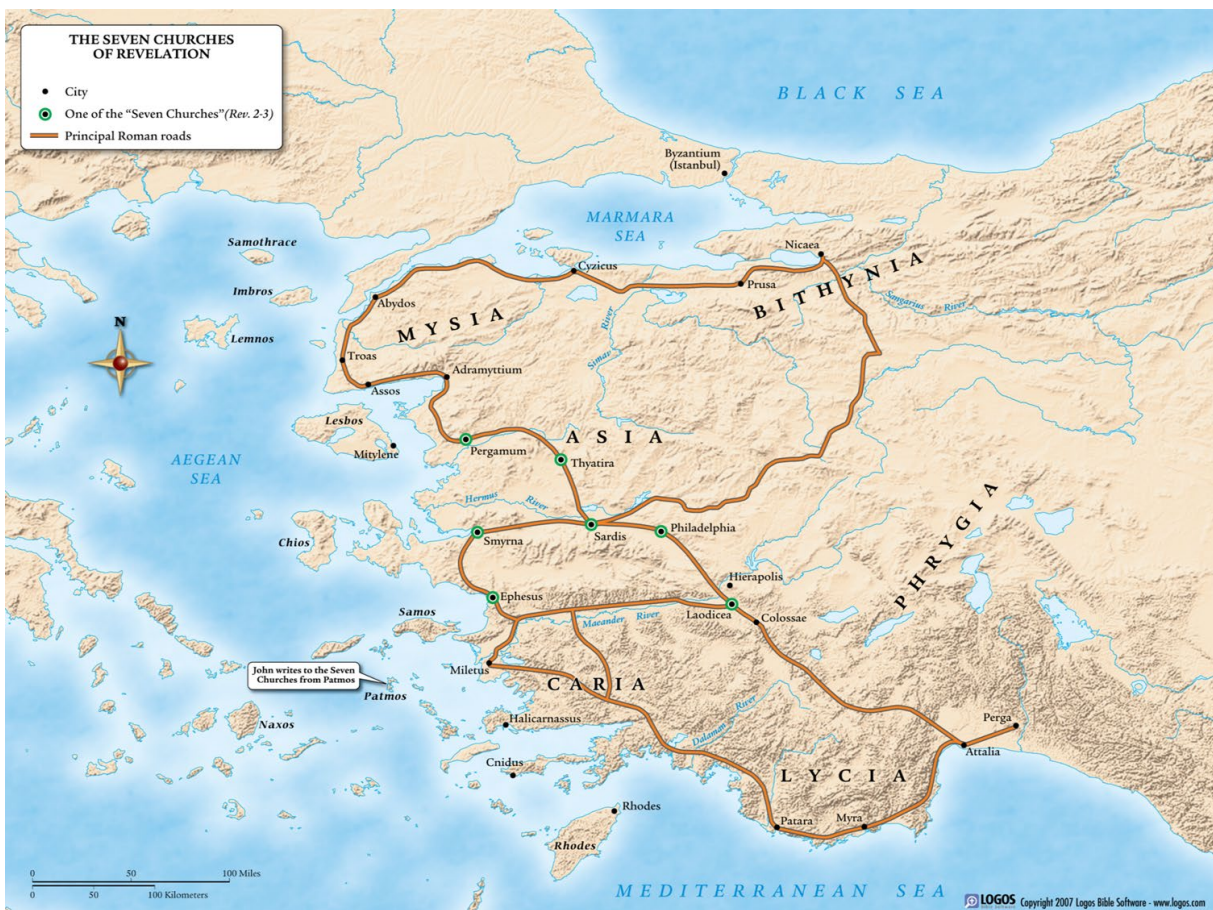 THE SEVEN CHURCHES
OF REVELATION
City
One of the “Seven Churches” (Rev. 2-3)
Principal Roman roads
BLACK SEA
Byzantium
(Istanbul)
MARMARA
SEA
Samothrace
Nicaea
Cyzicus
BITHYNIA
Prusa
Imbros
Abydos
Sangarius River
MYSIA
N
Lemnos
Simav River
Troas
Adramyttium
Assos
Lesbos
ASIA
Mitylene
Pergamum
AEGEAN
SEA
Thyatira
Hermus River
PHRYGIA
Chios
Smyrna
Sardis
Philadelphia
Hierapolis
Ephesus
Samos
Maeander River
Laodicea
Colossae
John writes to the Seven
Churches from Patmos
Miletus
CARIA
Patmos
Naxos
Halicarnassus
Dalaman River
Perga
Attalia
Cnidus
LYCIA
Rhodes
Patara
Myra
Rhodes
0 50 100 Miles
0 50 100 Kilometers
MEDITERRANEAN SEA
LOGOS Copyright 2007 Logos Bible Software - www.logos.com